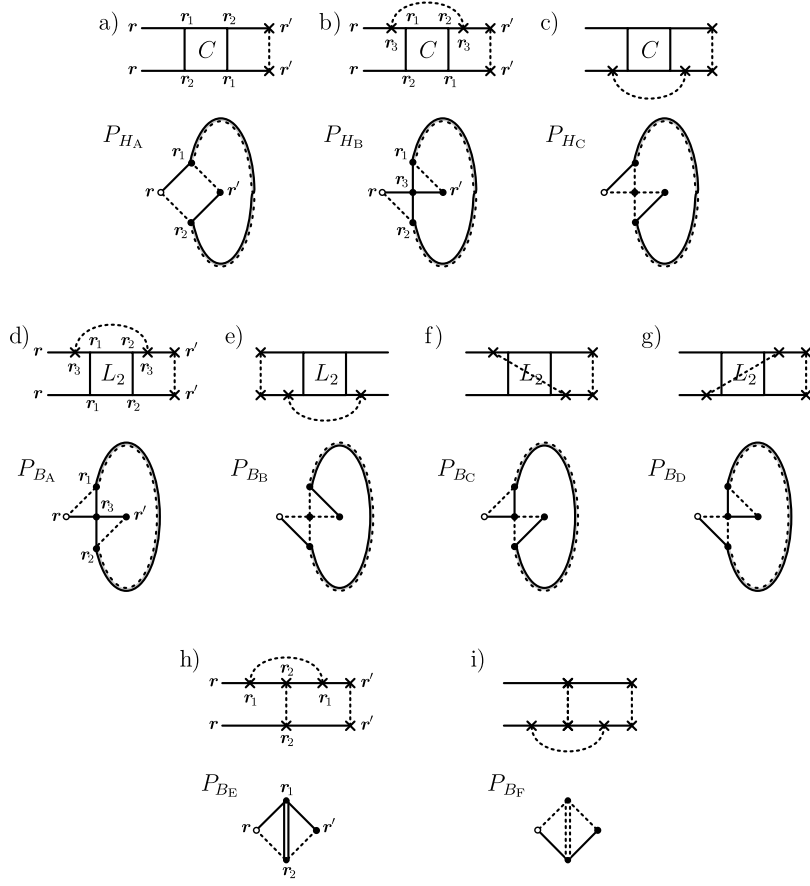 a) r r₁ r₂ r′ b) r r₁ r₂ r′ c)
C r₃ C r₃ C
r r₂ r₁ r′ r r₂ r₁ r′
P_{H_A} P_{H_B} P_{H_C}
r₁ r₁
r r′ r r₃ r′
r₂ r₂
d) r r₁ r₂ r′ e) f) g)
r₃ L₂ r₃ L₂ L₂ L₂
r r₁ r₂ r′
P_{B_A} P_{B_B} P_{B_C} P_{B_D}
r₁
r r₃ r′
r₂
h) r r₂ r′ i)
r₁ r₁
r r₂ r′
P_{B_E} P_{B_F}
r₁
r r′
r₂